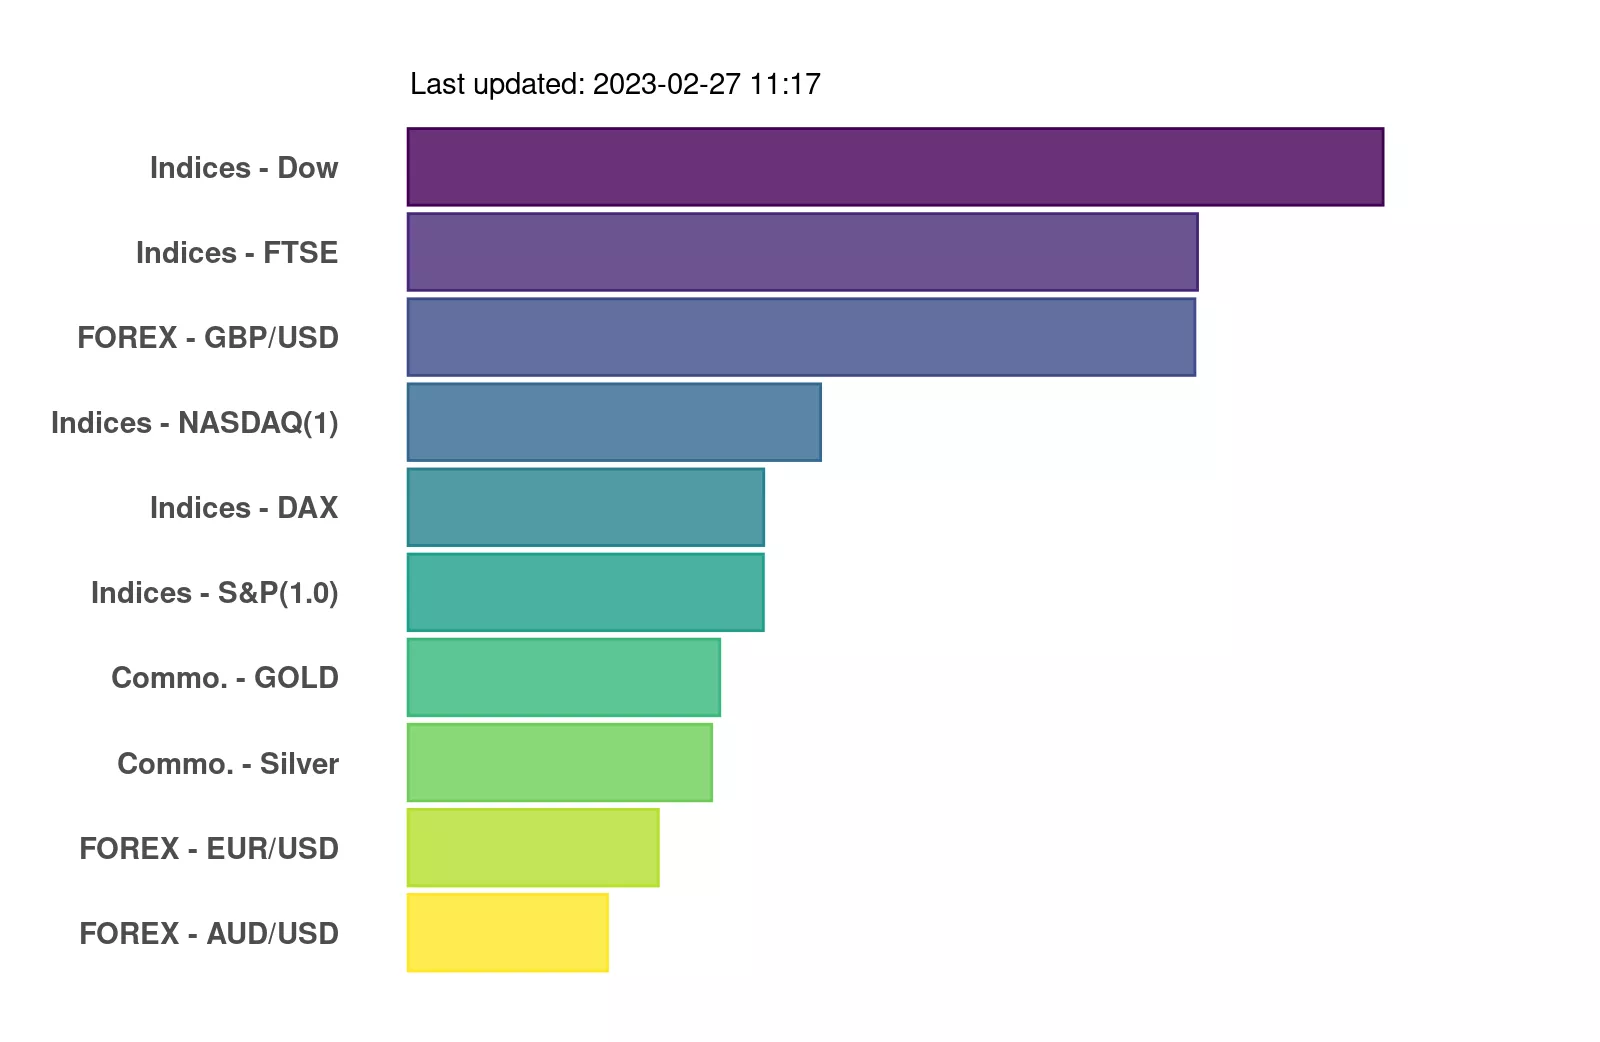 Last updated: 2023-02-27 11:17
Indices - Dow
Indices - FTSE
FOREX - GBP/USD
Indices - NASDAQ(1)
Indices - DAX
Indices - S&P(1.0)
Commo. - GOLD
Commo. - Silver
FOREX - EUR/USD
FOREX - AUD/USD